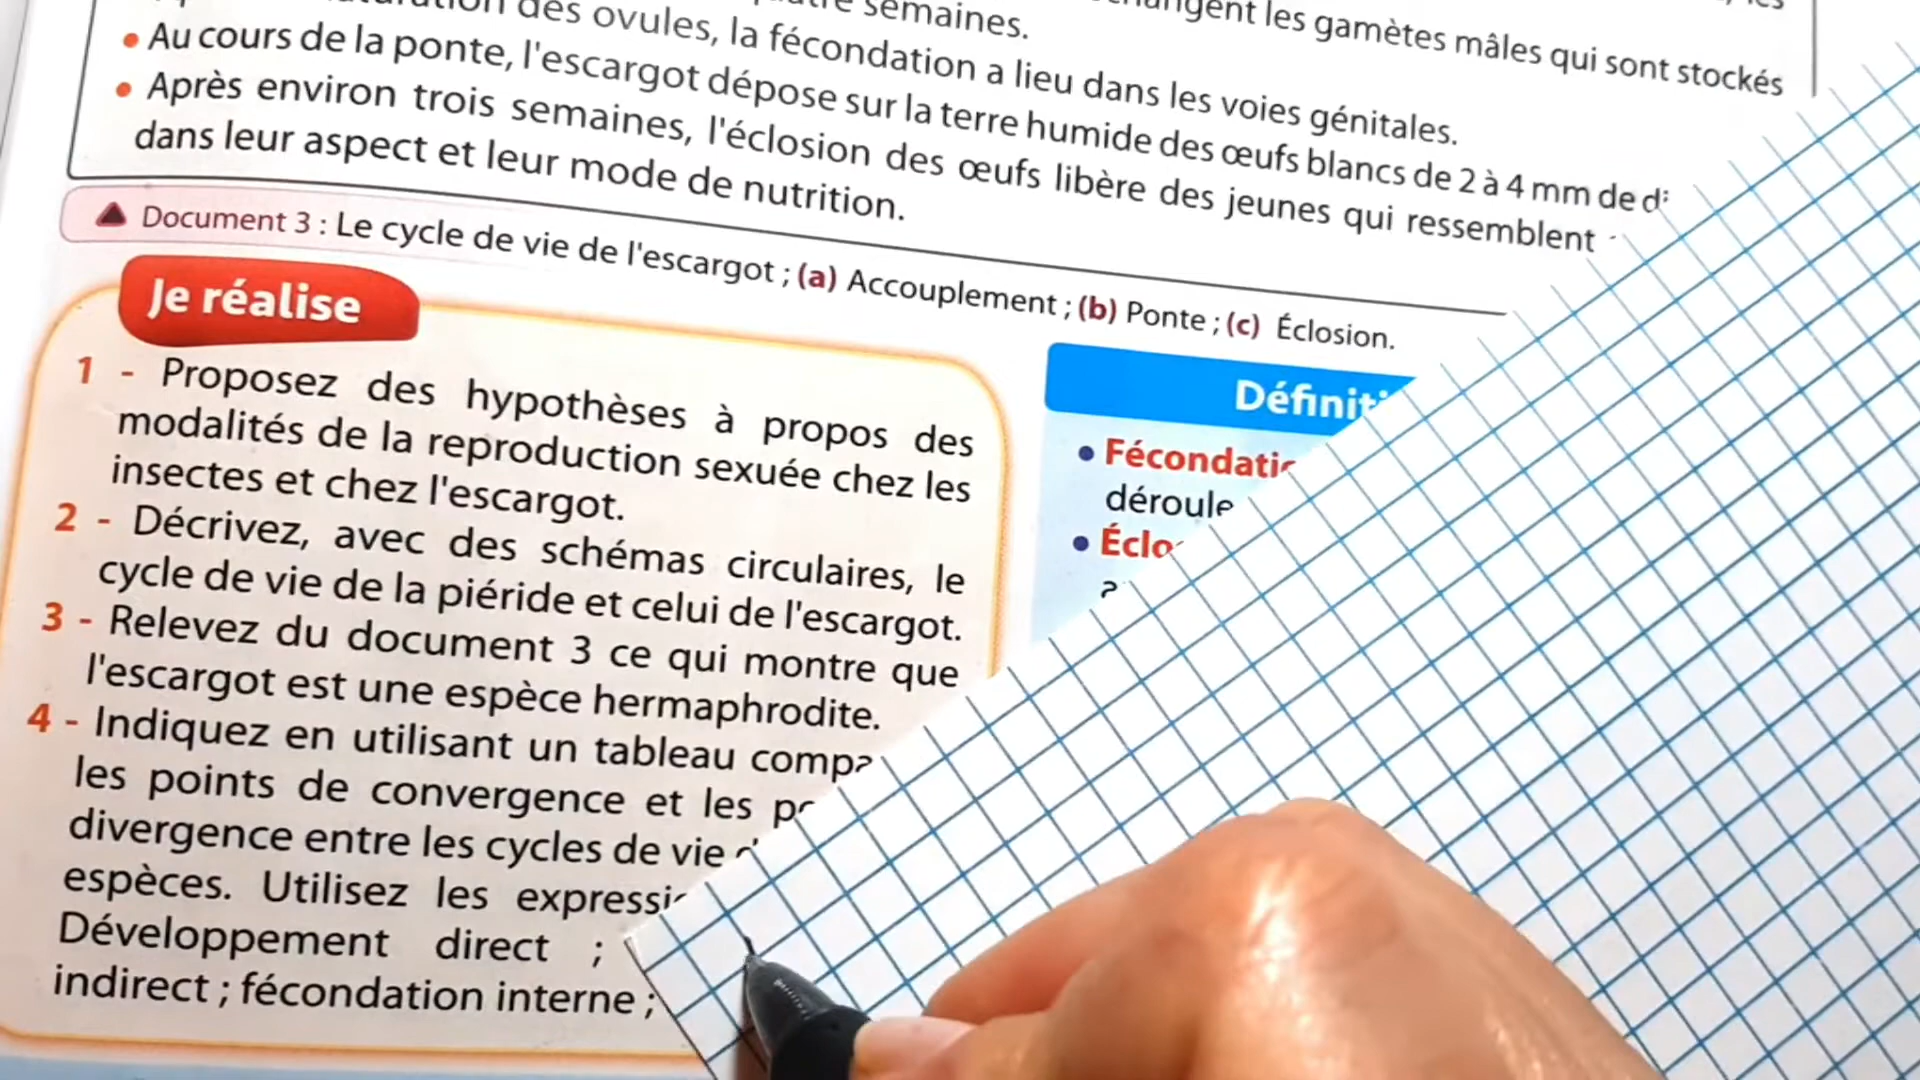 des ovules, la fécondation a lieu dans les voies génitales.
semaines.
les gamètes mâles qui sont stockés
• Au cours de la ponte, l'escargot dépose sur la terre humide des œufs blancs de 2 à 4 mm de
• Après environ trois semaines, l'éclosion des œufs libère des jeunes qui ressemblent
dans leur aspect et leur mode de nutrition.
Document 3 : Le cycle de vie de l'escargot ; (a) Accouplement ; (b) Ponte ; (c) Éclosion.
Je réalise
1 - Proposez des hypothèses à propos des
modalités de la reproduction sexuée chez les
insectes et chez l'escargot.
2 - Décrivez, avec des schémas circulaires, le
cycle de vie de la piéride et celui de l'escargot.
3 - Relevez du document 3 ce qui montre que
l'escargot est une espèce hermaphrodite.
4 - Indiquez en utilisant un tableau
les points de convergence et les
divergence entre les cycles de vie
espèces. Utilisez les
Développement direct ;
indirect ; fécondation interne ;
•
déroule
•